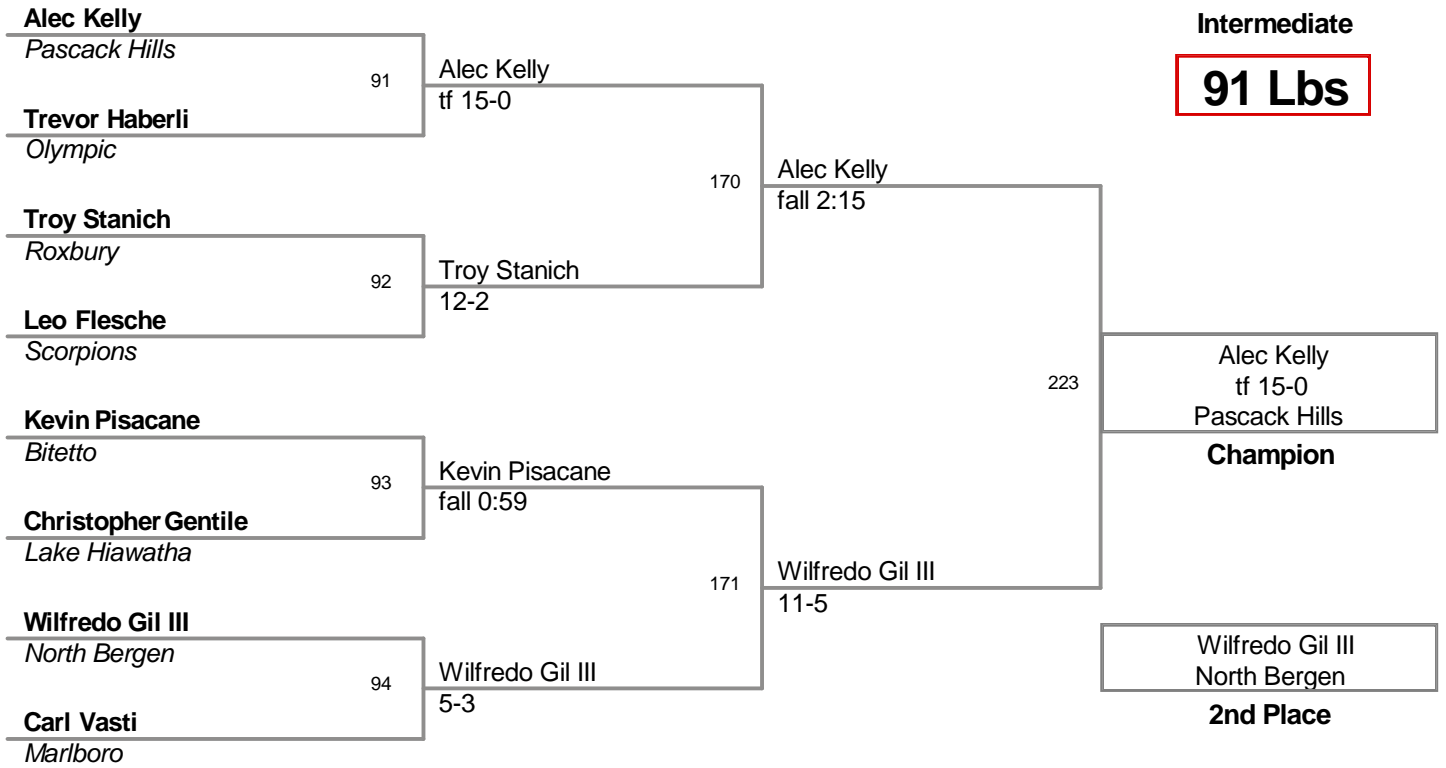 Alec Kelly
Pascack Hills
91
Trevor Haberli
Olympic
Troy Stanich
Roxbury
92
Leo Flesche
Scorpions
Kevin Pisacane
Bitetto
93
Christopher Gentile
Lake Hiawatha
Wilfredo Gil III
North Bergen
94
Carl Vasti
Marlboro
Alec Kelly
tf 15-0
170
Troy Stanich
12-2
Kevin Pisacane
fall 0:59
171
Wilfredo Gil III
5-3
Alec Kelly
fall 2:15
223
Wilfredo Gil III
11-5
Intermediate
91 Lbs
Alec Kelly
tf 15-0
Pascack Hills
Champion
Wilfredo Gil III
North Bergen
2nd Place